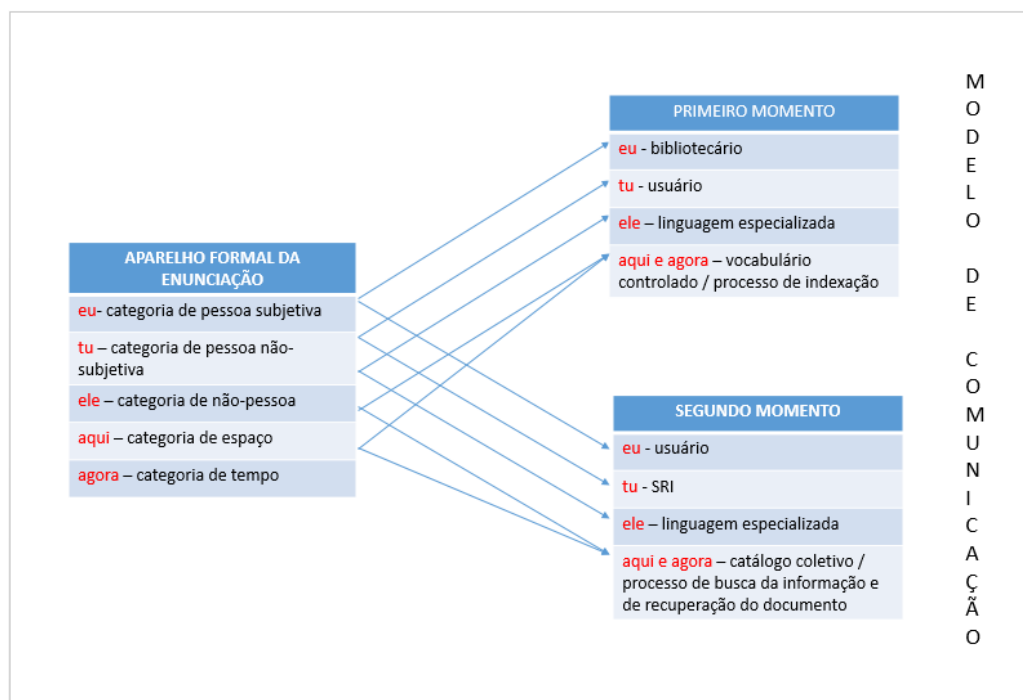 APARELHO FORMAL DA
ENUNCIAÇÃO
eu- categoria de pessoa subjetiva
tu – categoria de pessoa não-
subjetiva
ele – categoria de não-pessoa
aqui – categoria de espaço
agora – categoria de tempo
PRIMEIRO MOMENTO
eu - bibliotecário
tu - usuário
ele – linguagem especializada
aqui e agora – vocabulário
controlado / processo de indexação
SEGUNDO MOMENTO
eu - usuário
tu - SRI
ele – linguagem especializada
aqui e agora – catálogo coletivo /
processo de busca da informação e
de recuperação do documento
MODELO DE COMUNICAÇÃO